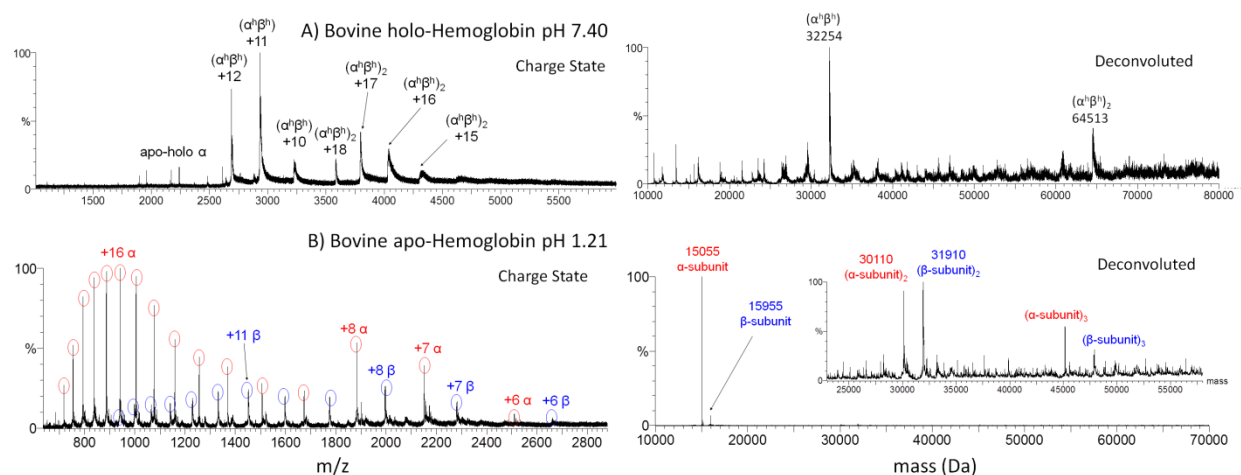 A) Bovine holo-Hemoglobin pH 7.40
Charge State
100
%
0
(αʰβʰ)
+12
(αʰβʰ)
+11
(αʰβʰ)
+10
(αʰβʰ)₂
+18
(αʰβʰ)₂
+17
(αʰβʰ)₂
+16
(αʰβʰ)₂
+15
apo-holo α
1500 2000 2500 3000 3500 4000 4500 5000 5500
Deconvoluted
100
%
0
(αʰβʰ)
32254
(αʰβʰ)₂
64513
10000 20000 30000 40000 50000 60000 70000 80000
B) Bovine apo-Hemoglobin pH 1.21
Charge State
100
%
0
+16 α
+11 β
+8 α
+8 β
+7 α
+7 β
+6 α
+6 β
800 1000 1200 1400 1600 1800 2000 2200 2400 2600 2800
m/z
Deconvoluted
100
%
0
15055
α-subunit
15955
β-subunit
100
%
0
30110
(α-subunit)₂
31910
(β-subunit)₂
(α-subunit)₃
(β-subunit)₃
25000 30000 35000 40000 45000 50000 55000
mass
10000 20000 30000 40000 50000 60000 70000
mass (Da)